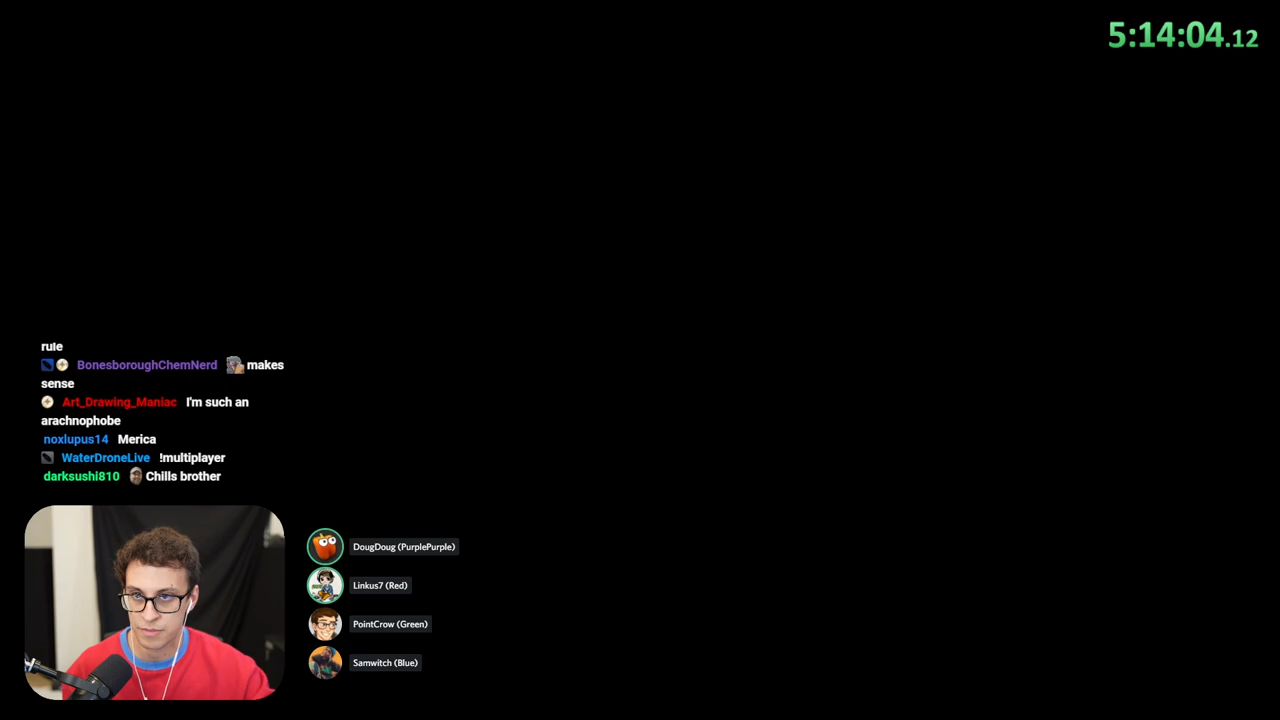 5:14:04.12
rule
BonesboroughChemNerd makes
sense
Art_Drawing_Maniac I'm such an
arachnophobe
noxlupus14 Merica
WaterDroneLive !multiplayer
darksushi810 Chills brother
DougDoug (PurplePurple)
Linkus7 (Red)
PointCrow (Green)
Samwitch (Blue)